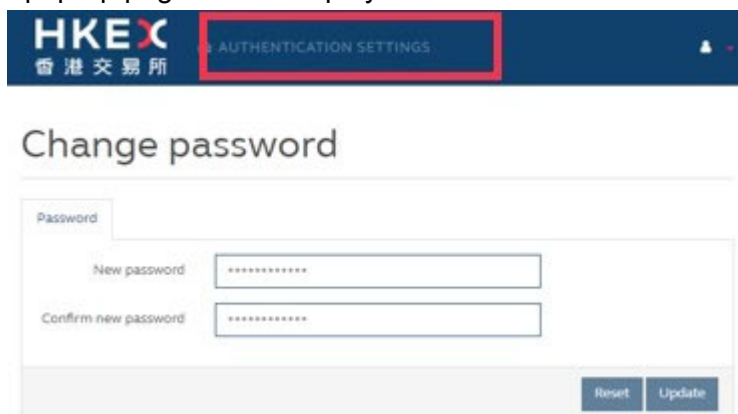 HKEX
香港交易所
AUTHENTICATION SETTINGS
Change password
Password
New password ************
Confirm new password ************
Reset Update